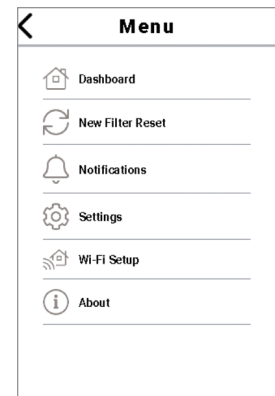 Menu
Dashboard
New Filter Reset
Notifications
Settings
Wi-Fi Setup
About